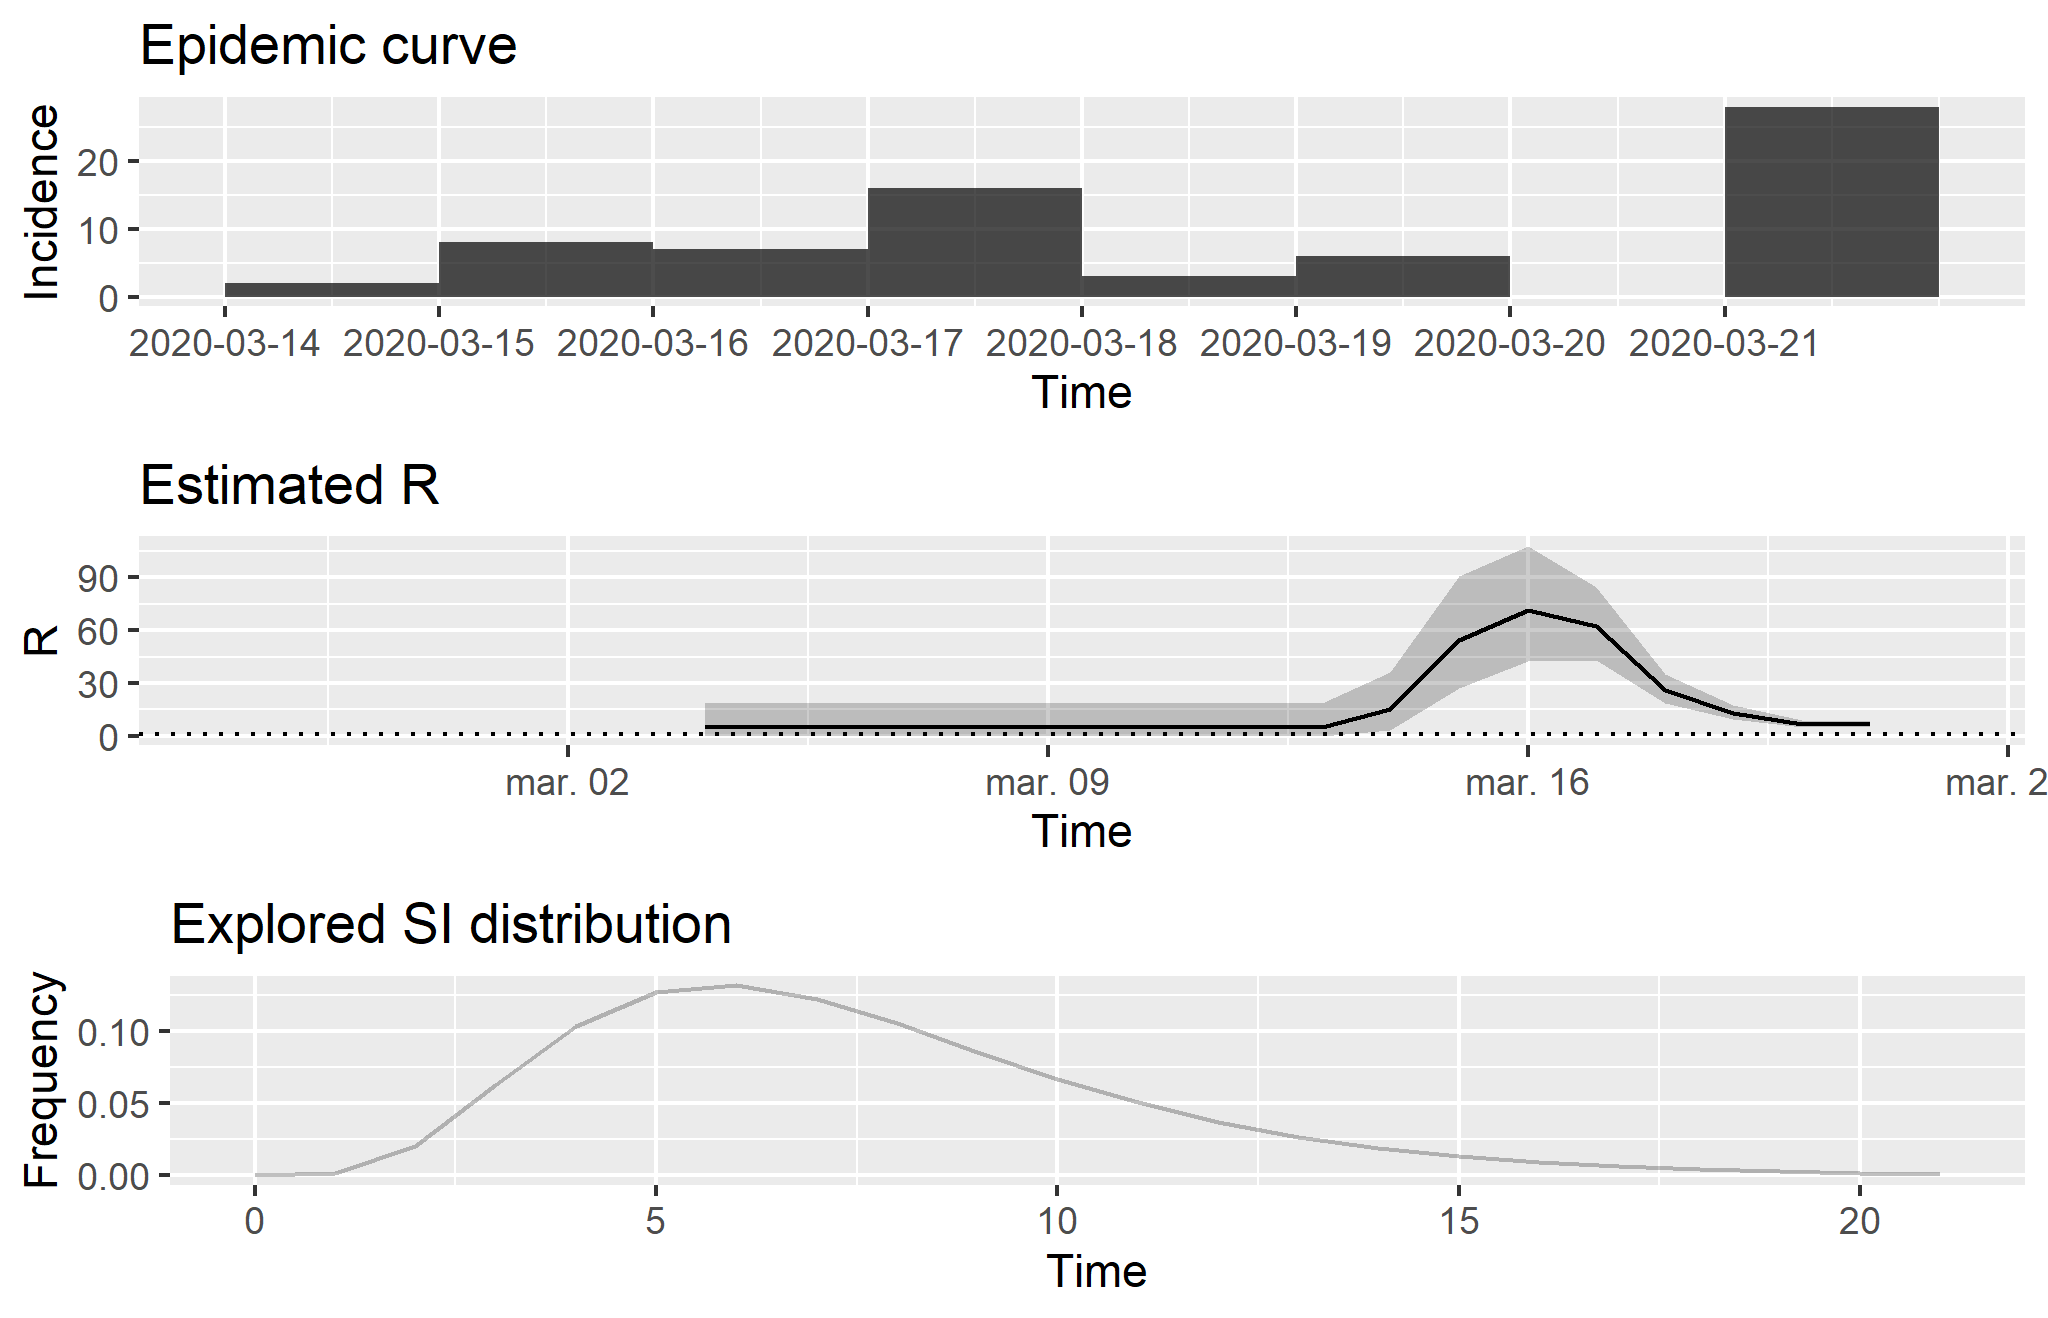 Epidemic curve
Incidence
20
10
0
2020-03-14 2020-03-15 2020-03-16 2020-03-17 2020-03-18 2020-03-19 2020-03-20 2020-03-21
Time
Estimated R
R
90
60
30
0
mar. 02 mar. 09 mar. 16 mar. 2
Time
Explored SI distribution
Frequency
0.10
0.05
0.00
0 5 10 15 20
Time